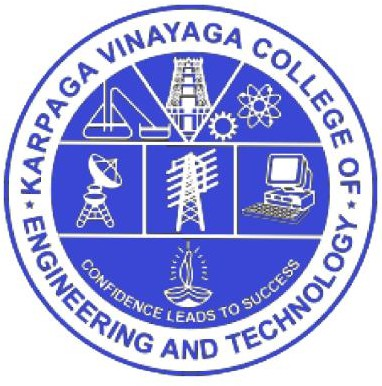 KARPAGA VINAYAGA COLLEGE OF
ENGINEERING AND TECHNOLOGY
CONFIDENCE LEADS TO SUCCESS